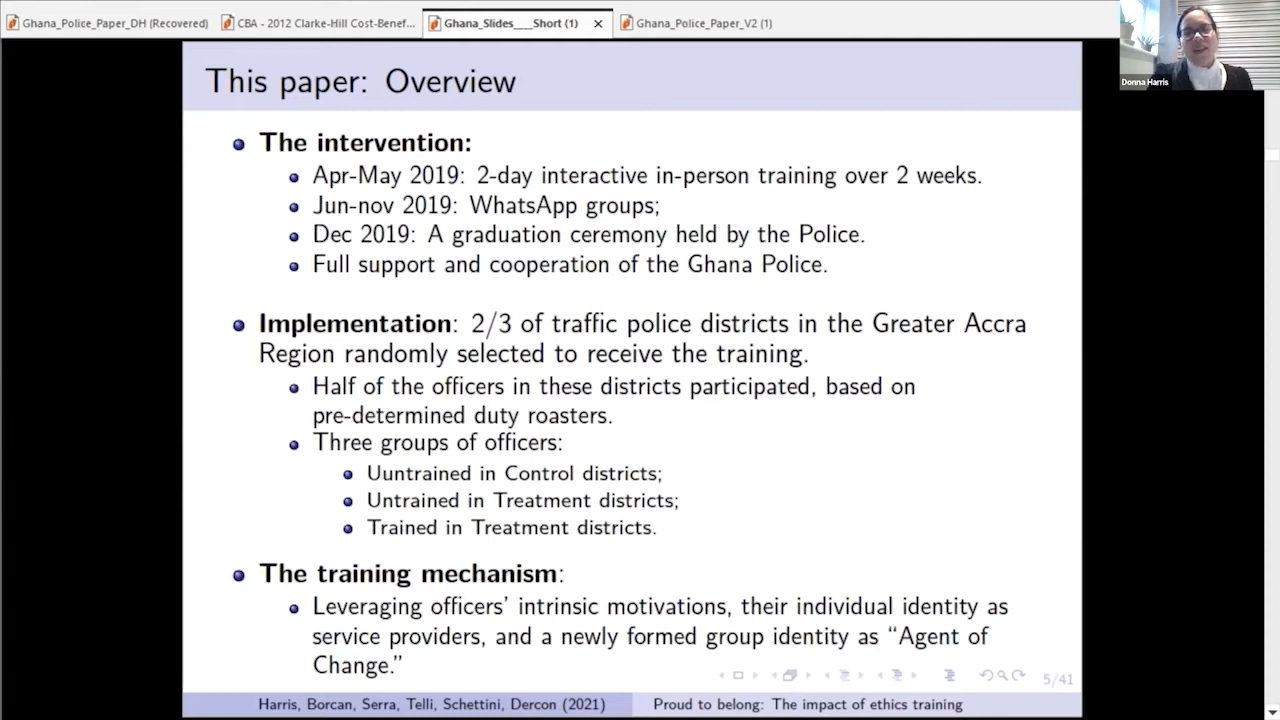 Ghana_Police_Paper_DH (Recovered)
CBA - 2012 Clarke-Hill Cost-Benef...
Ghana_Slides____Short (1)
Ghana_Police_Paper_V2 (1)
Donna Harris
This paper: Overview
The intervention:
Apr-May 2019: 2-day interactive in-person training over 2 weeks.
Jun-nov 2019: WhatsApp groups;
Dec 2019: A graduation ceremony held by the Police.
Full support and cooperation of the Ghana Police.
Implementation: 2/3 of traffic police districts in the Greater Accra
Region randomly selected to receive the training.
Half of the officers in these districts participated, based on
pre-determined duty roasters.
Three groups of officers:
Uuntrained in Control districts;
Untrained in Treatment districts;
Trained in Treatment districts.
The training mechanism:
Leveraging officers' intrinsic motivations, their individual identity as
service providers, and a newly formed group identity as “Agent of
Change.”
5/41
Harris, Borcan, Serra, Telli, Schettini, Dercon (2021)
Proud to belong: The impact of ethics training